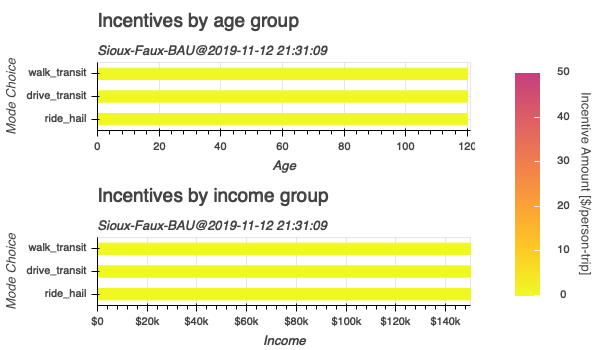 Incentives by age group
Sioux-Faux-BAU@2019-11-12 21:31:09
Mode Choice
walk_transit
drive_transit
ride_hail
0 20 40 60 80 100 120
Age
Incentives by income group
Sioux-Faux-BAU@2019-11-12 21:31:09
Mode Choice
walk_transit
drive_transit
ride_hail
$0 $20k $40k $60k $80k $100k $120k $140k
Income
50
40
30
20
10
0
Incentive Amount [$/person-trip]